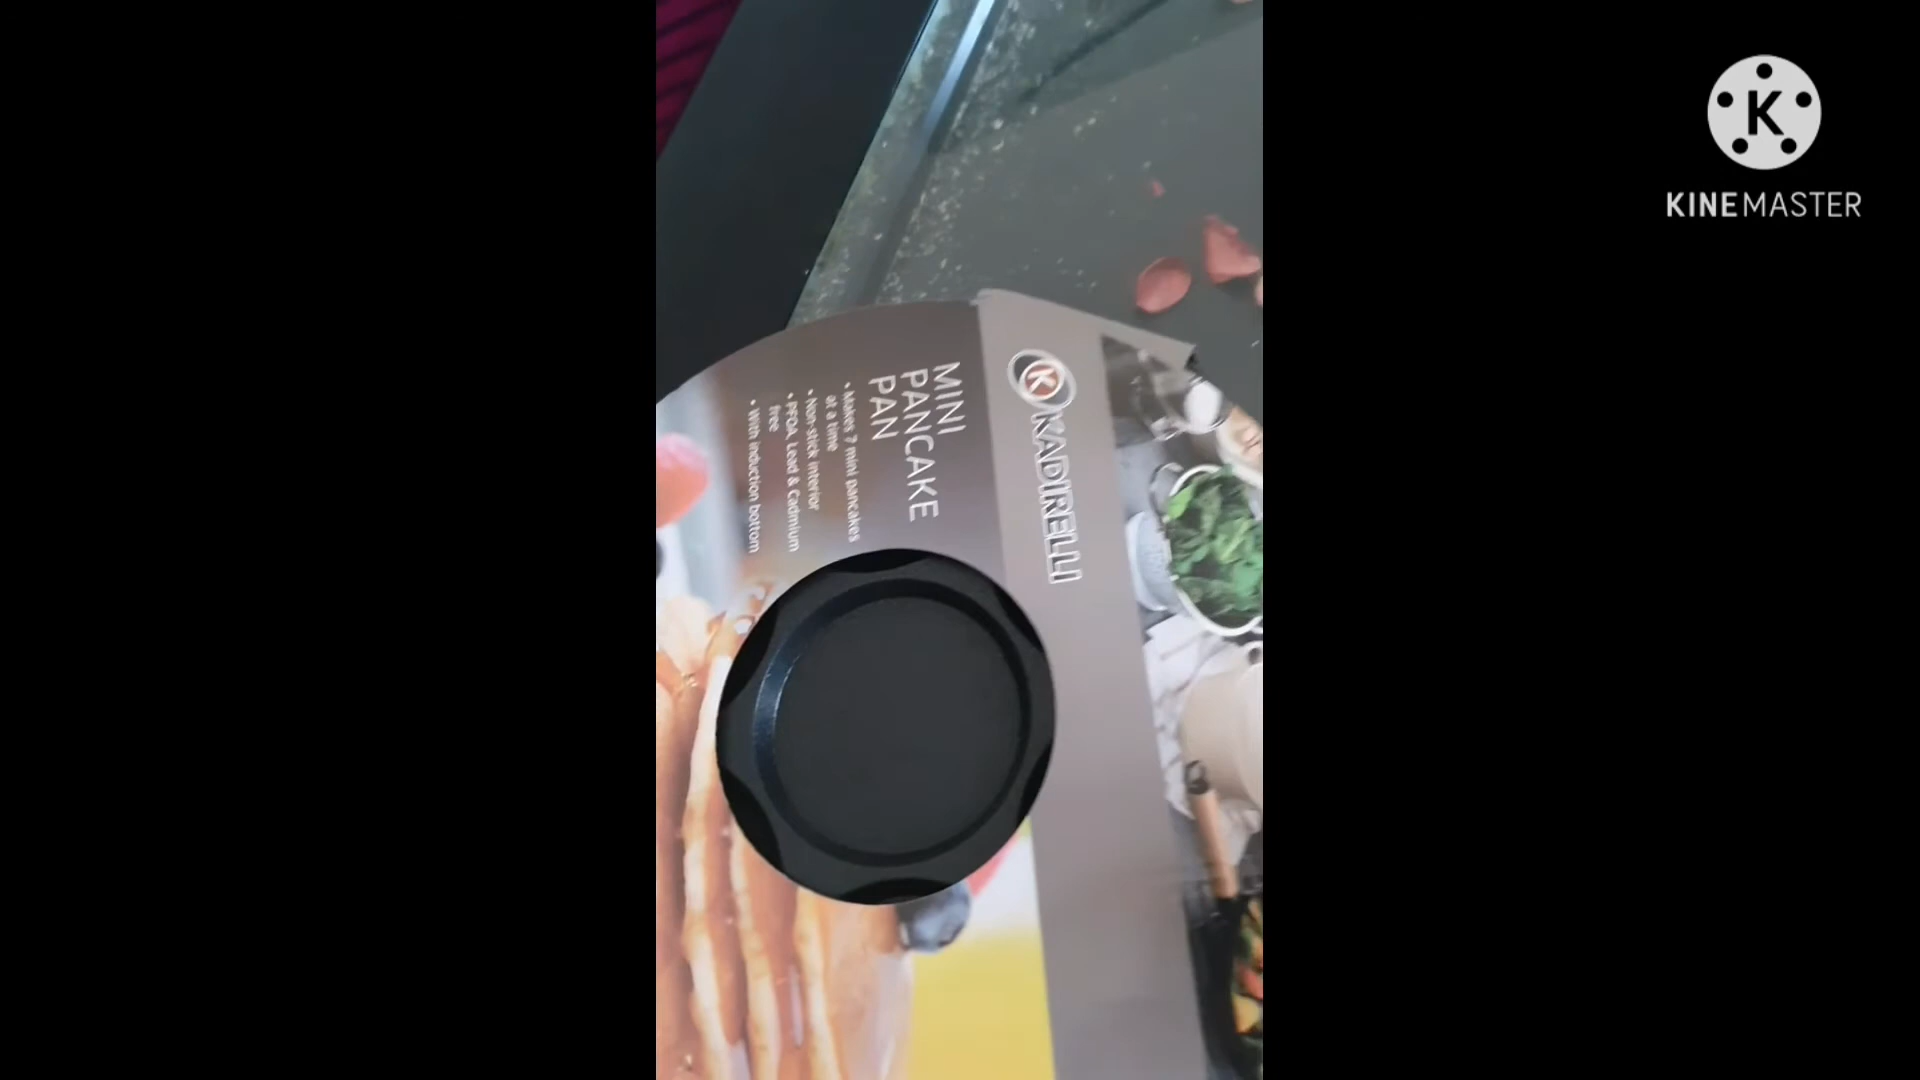 K
KINEMASTER
K KADIRELLI
MINI
PANCAKE
PAN
• Makes 7 mini pancakes
at a time
• Non-stick interior
• PFOA, Lead & Cadmium
free
• With induction bottom